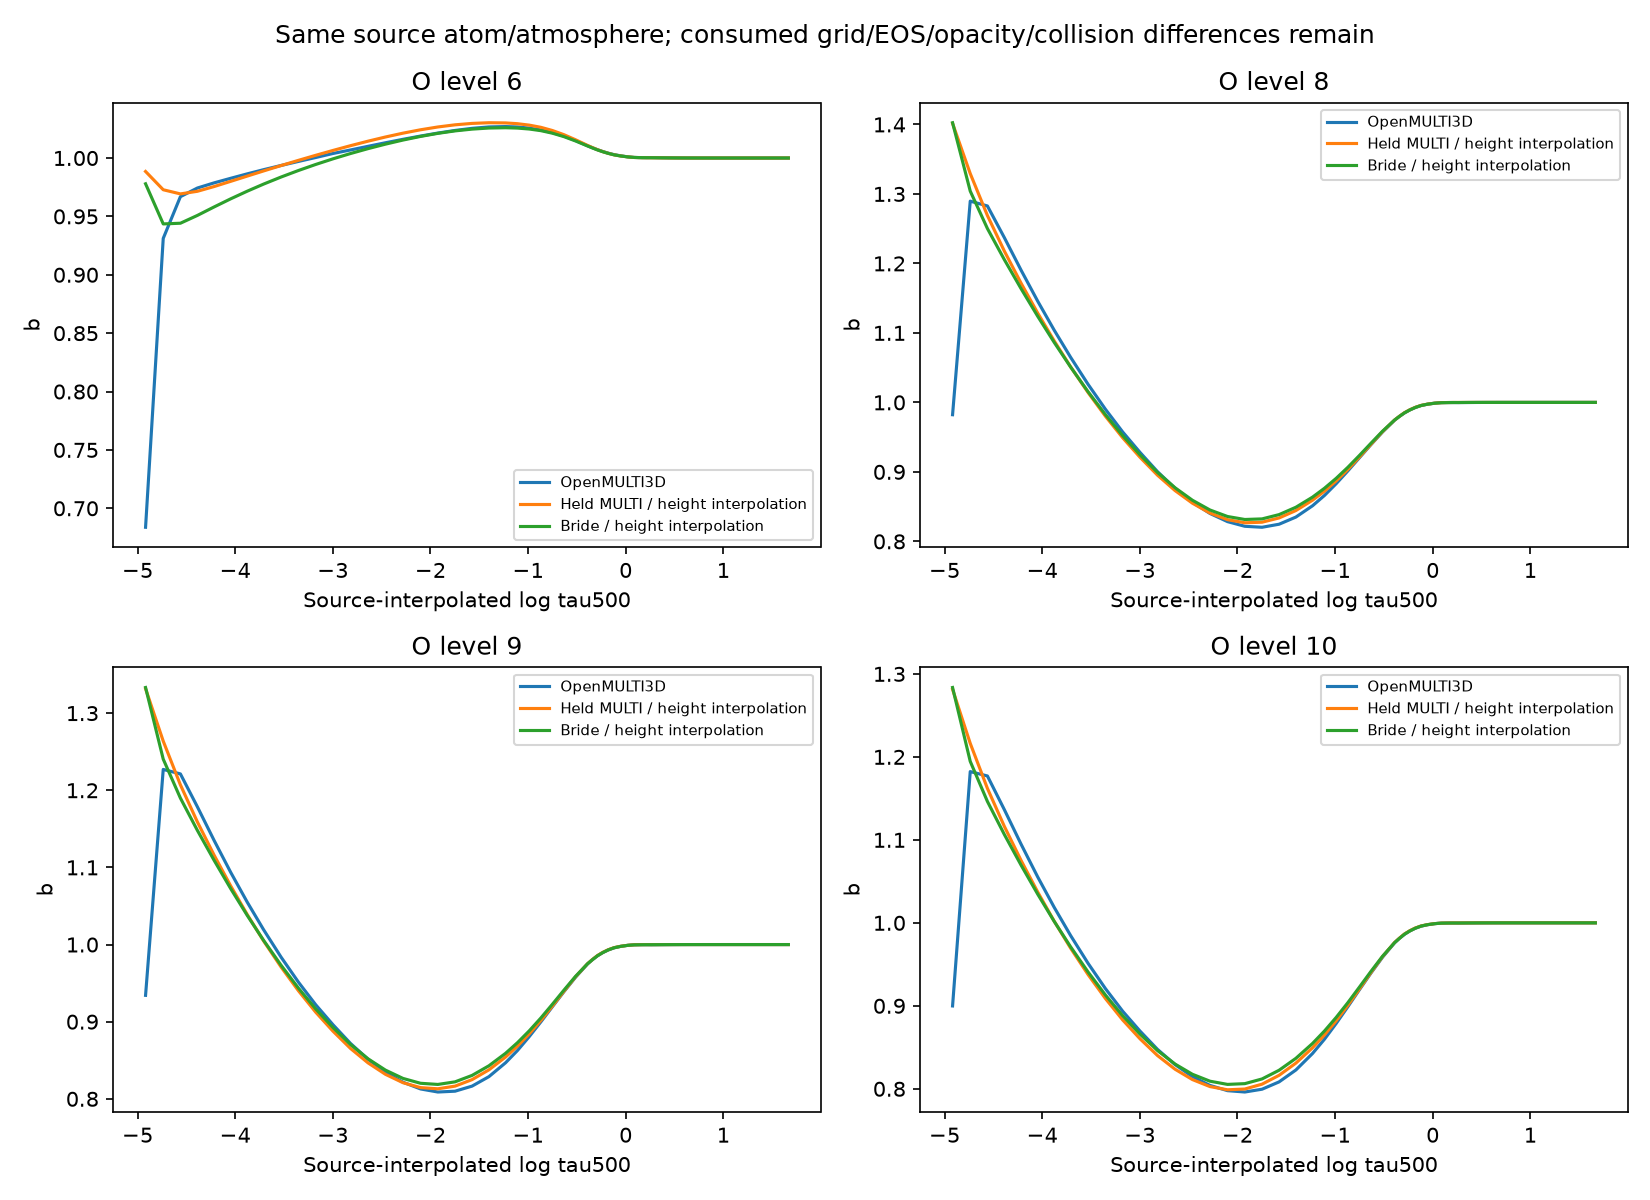 Same source atom/atmosphere; consumed grid/EOS/opacity/collision differences remain
O level 6
1.00
0.95
0.90
0.85
0.80
0.75
0.70
b
OpenMULTI3D
Held MULTI / height interpolation
Bride / height interpolation
−5 −4 −3 −2 −1 0 1
Source-interpolated log tau500
O level 8
1.4
1.3
1.2
1.1
1.0
0.9
0.8
b
OpenMULTI3D
Held MULTI / height interpolation
Bride / height interpolation
−5 −4 −3 −2 −1 0 1
Source-interpolated log tau500
O level 9
1.3
1.2
1.1
1.0
0.9
0.8
b
OpenMULTI3D
Held MULTI / height interpolation
Bride / height interpolation
−5 −4 −3 −2 −1 0 1
Source-interpolated log tau500
O level 10
1.3
1.2
1.1
1.0
0.9
0.8
b
OpenMULTI3D
Held MULTI / height interpolation
Bride / height interpolation
−5 −4 −3 −2 −1 0 1
Source-interpolated log tau500